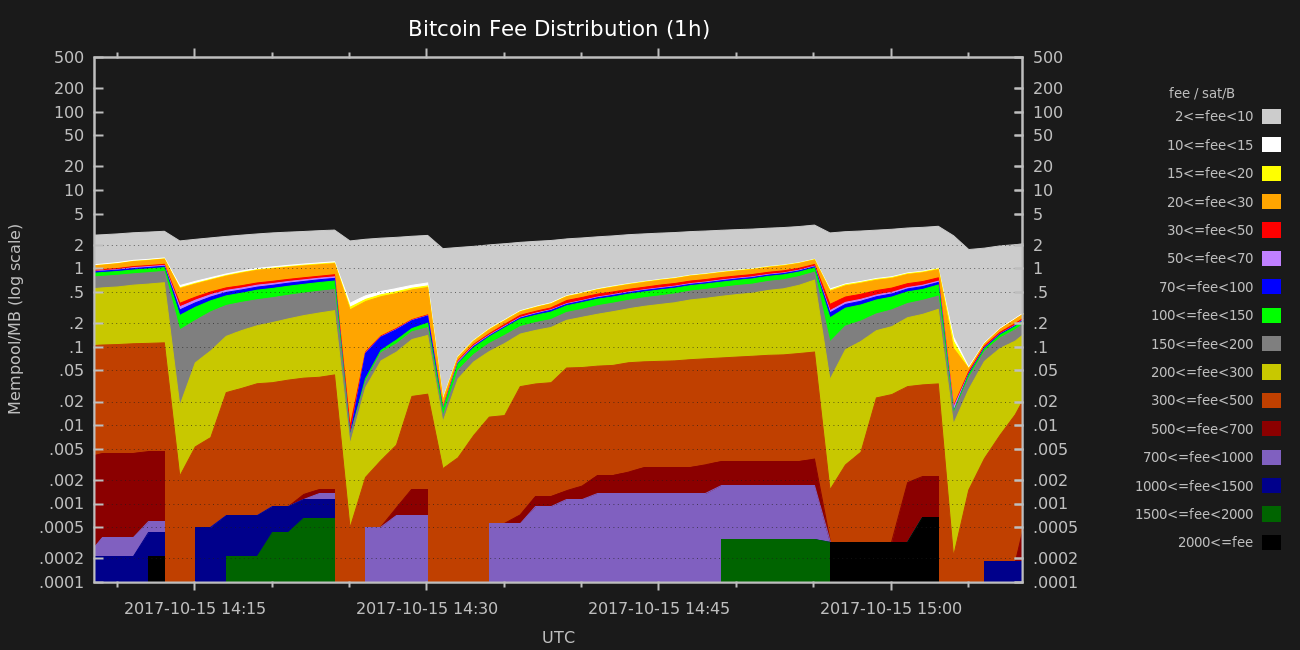 Bitcoin Fee Distribution (1h)
500 500
200 200
100 100
50 50
20 20
10 10
5 5
2 2
1 1
.5 .5
.2 .2
.1 .1
.05 .05
.02 .02
.01 .01
.005 .005
.002 .002
.001 .001
.0005 .0005
.0002 .0002
.0001 .0001
Mempool/MB (log scale)
2017-10-15 14:15 2017-10-15 14:30 2017-10-15 14:45 2017-10-15 15:00
UTC
fee / sat/B
2<=fee<10
10<=fee<15
15<=fee<20
20<=fee<30
30<=fee<50
50<=fee<70
70<=fee<100
100<=fee<150
150<=fee<200
200<=fee<300
300<=fee<500
500<=fee<700
700<=fee<1000
1000<=fee<1500
1500<=fee<2000
2000<=fee